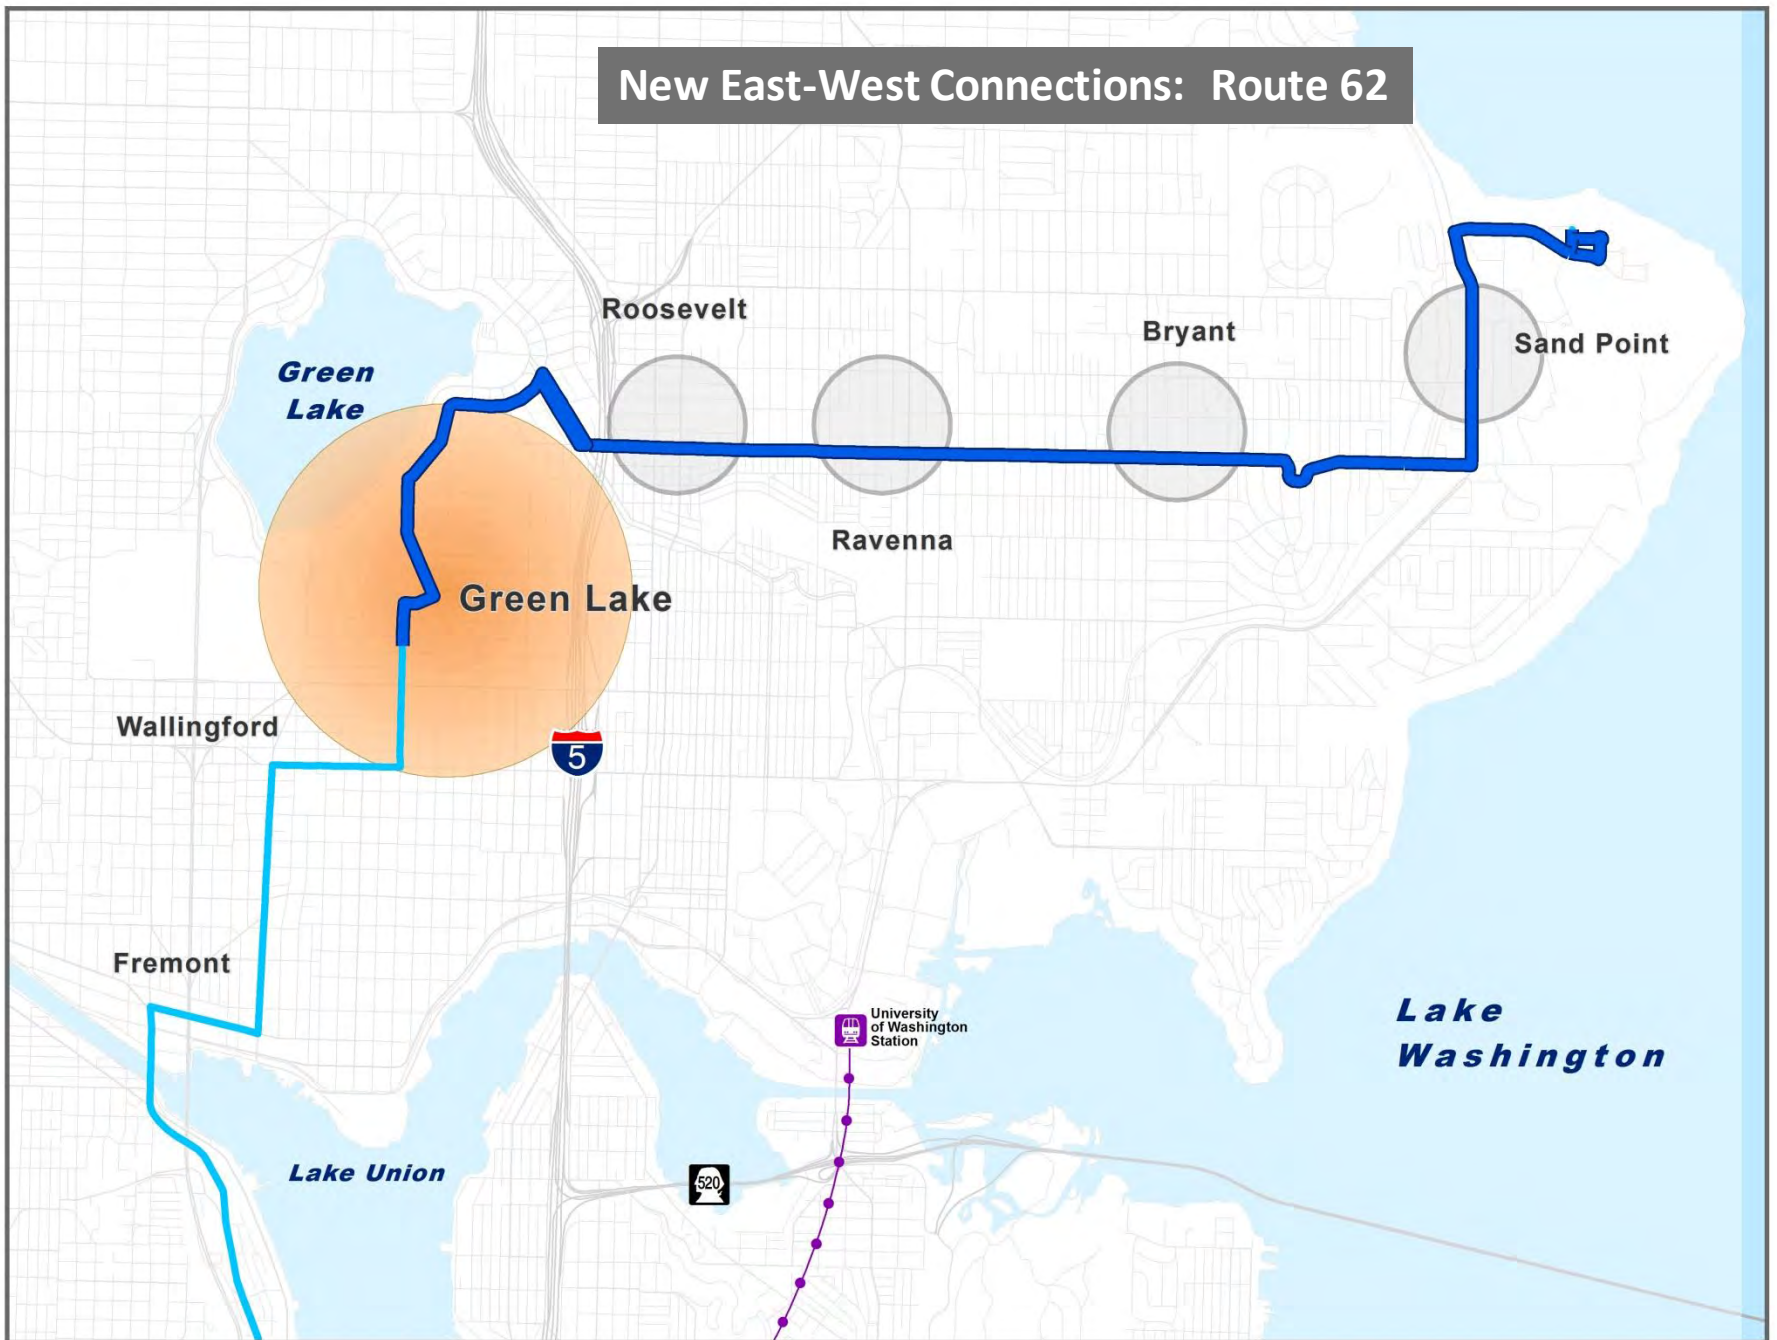 New East-West Connections: Route 62
Roosevelt
Bryant
Sand Point
Green
Lake
Ravenna
Green Lake
Wallingford
5
Fremont
University
of Washington
Station
Lake
Washington
Lake Union
520